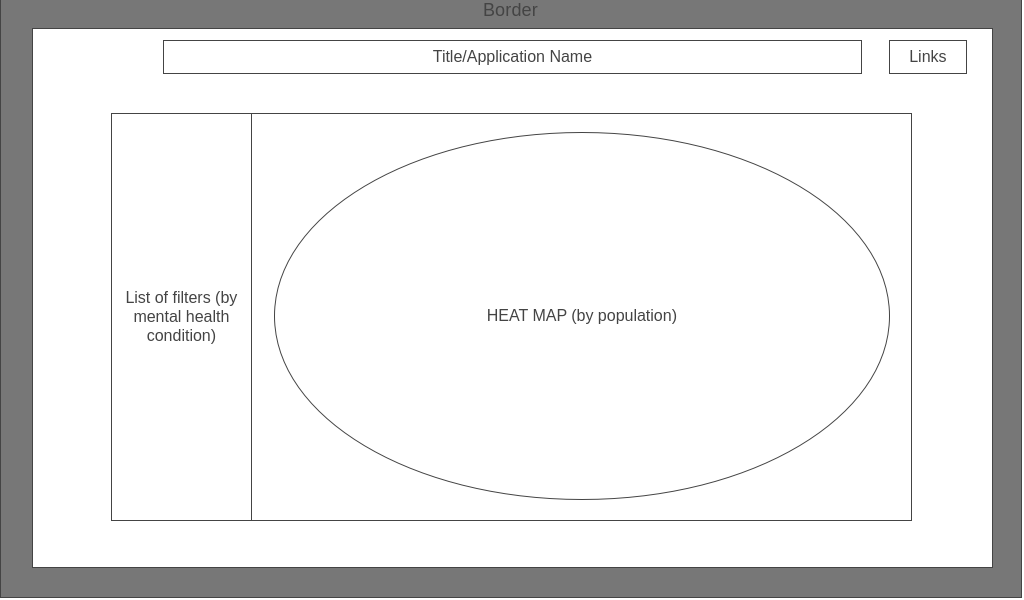 Border
Title/Application Name
Links
List of filters (by
mental health
condition)
HEAT MAP (by population)